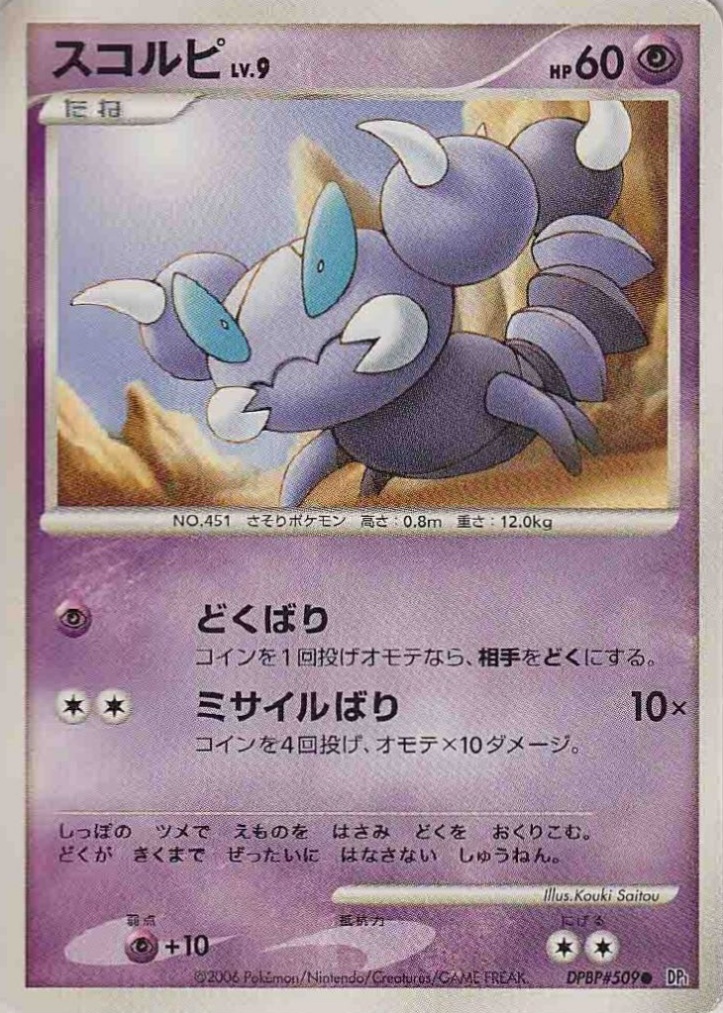 スコルピ LV.9 HP60
たね
NO.451 さそりポケモン 高さ:0.8m 重さ:12.0kg
どくばり
コインを1回投げオモテなら、相手をどくにする。
ミサイルばり 10×
コインを4回投げ、オモテ×10ダメージ。
しっぽの ツメで えものを はさみ どくを おくりこむ。
どくが きくまで ぜったいに はなさない しゅうねん。
Illus.Kouki Saitou
弱点 抵抗力 にげる
+10
©2006 Pokémon/Nintendo/Creatures/GAME FREAK. DPBP#509● DP1